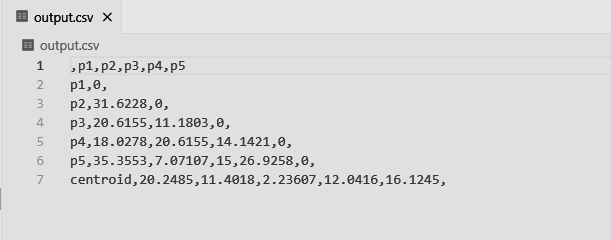 output.csv
output.csv
1 ,p1,p2,p3,p4,p5
2 p1,0,
3 p2,31.6228,0,
4 p3,20.6155,11.1803,0,
5 p4,18.0278,20.6155,14.1421,0,
6 p5,35.3553,7.07107,15,26.9258,0,
7 centroid,20.2485,11.4018,2.23607,12.0416,16.1245,